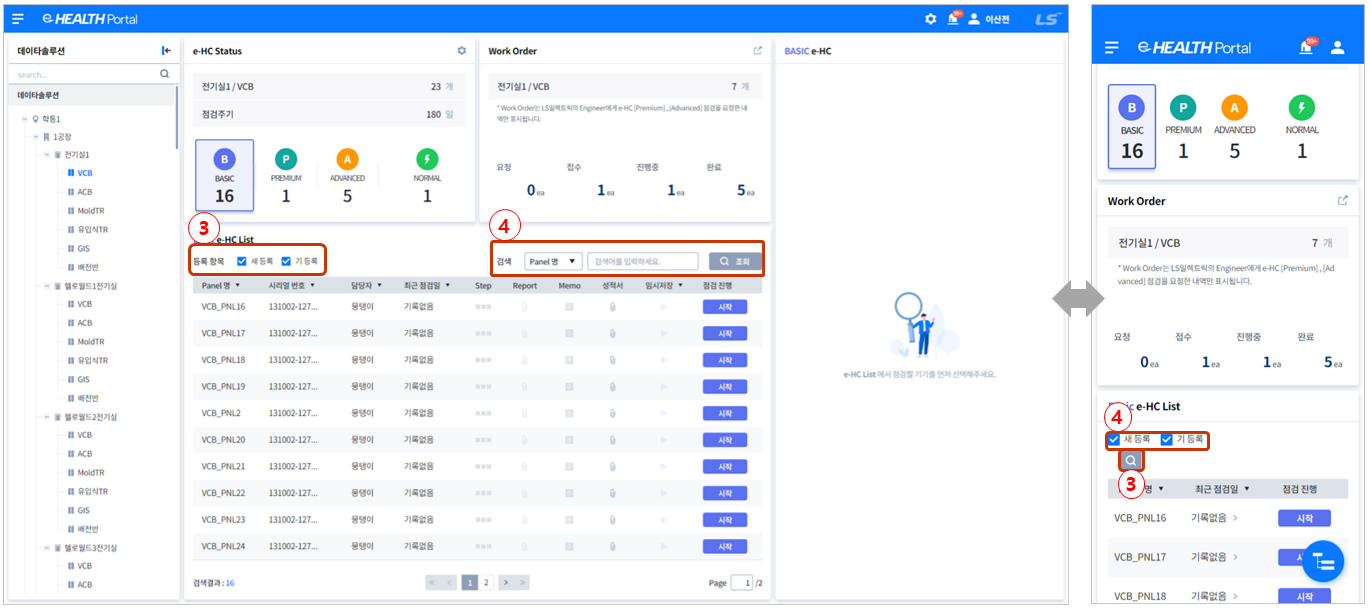 e-HEALTH Portal
99+
이산전
LS
데이타솔루션
search...
데이타솔루션
학동1
1공장
전기실1
VCB
ACB
MoldTR
유입식TR
GIS
배전반
헬로월드1전기실
VCB
ACB
MoldTR
유입식TR
GIS
배전반
헬로월드2전기실
VCB
ACB
MoldTR
유입식TR
GIS
배전반
헬로월드3전기실
VCB
ACB
e-HC Status
전기실1 / VCB 23 개
점검주기 180 일
B P A
BASIC PREMIUM ADVANCED NORMAL
16 1 5 1
Work Order
전기실1 / VCB 7 개
* Work Order는 LS일렉트릭의 Engineer에게 e-HC [Premium] , [Advanced] 점검을 요청한 내
역만 표시됩니다.
요청 접수 진행중 완료
0 ea 1 ea 1 ea 5 ea
③ ④
e-HC List
등록 항목 새 등록 기 등록
검색 Panel 명 ▼ 검색어를 입력하세요. 조회
Panel 명 ▼ 시리얼 번호 ▼ 담당자 ▼ 최근 점검일 ▼ Step Report Memo 성적서 임시저장 ▼ 점검 진행
VCB_PNL16 131002-127... 뭉탱이 기록없음 시작
VCB_PNL17 131002-127... 뭉탱이 기록없음 시작
VCB_PNL18 131002-127... 뭉탱이 기록없음 시작
VCB_PNL19 131002-127... 뭉탱이 기록없음 시작
VCB_PNL2 131002-127... 뭉탱이 기록없음 시작
VCB_PNL20 131002-127... 뭉탱이 기록없음 시작
VCB_PNL21 131002-127... 뭉탱이 기록없음 시작
VCB_PNL22 131002-127... 뭉탱이 기록없음 시작
VCB_PNL23 131002-127... 뭉탱이 기록없음 시작
VCB_PNL24 131002-127... 뭉탱이 기록없음 시작
검색결과 : 16
« < 1 2 > »
Page 1 /2
BASIC e-HC
e-HC List 에서 점검할 기기를 먼저 선택해주세요.
e-HEALTH Portal
99+
B P A
BASIC PREMIUM ADVANCED NORMAL
16 1 5 1
Work Order
전기실1 / VCB 7 개
* Work Order는 LS일렉트릭의 Engineer에게 e-HC [Premium] , [Ad
vanced] 점검을 요청한 내역만 표시됩니다.
요청 접수 진행중 완료
0 ea 1 ea 1 ea 5 ea
④
e-HC List
새 등록 기 등록
③
명 ▼ 최근 점검일 ▼ 점검 진행
VCB_PNL16 기록없음 > 시작
VCB_PNL17 기록없음 >
VCB_PNL18 기록없음 > 시작